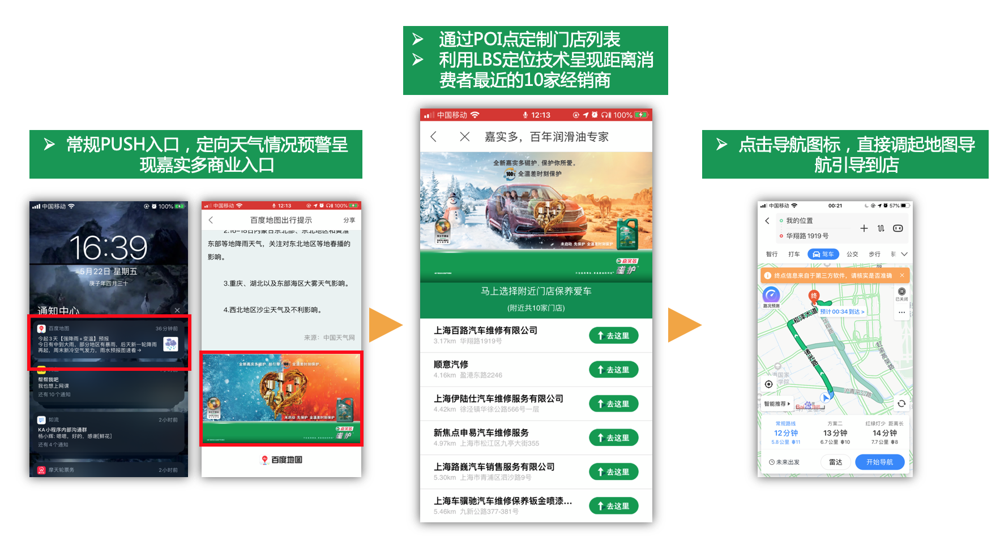 通过POI点定制门店列表
利用LBS定位技术呈现距离消
费者最近的10家经销商
常规PUSH入口，定向天气情况预警呈
现嘉实多商业入口
点击导航图标，直接调起地图导
航引导到店
中国移动
100%
16:39
5月22日 星期五
庚子年四月三十
通知中心
百度地图
36分钟前
今起3天【强降雨+变温】预报
今日有中到大雨，部分地区有暴雨，后天新一轮降雨
再起，周末新冷空气发力，雨水预报图速看→
帮帮我吧
我也想上网课
还有10个通知
如流
2小时前
KA小程序内部沟通群
杨小辉: 嗯嗯，好的，感谢[鲜花]
还有4个通知
摩天轮票务
2小时前
中国移动
12:13
100%
百度地图出行提示
分享
2.16-18日内蒙古东北部、东北地区和黄淮
东部等地降雨天气，关注对东北地区等地春播的
影响。
3.重庆、湖北以及东部海区大雾天气影响。
4.西北地区沙尘天气及不利影响。
来源：中国天气网
全温差时刻保护
未启动 先保护 全温差时刻保护
嘉实多
磁护
百度地图
中国移动
12:13
100%
嘉实多，百年润滑油专家
全新嘉实多磁护，保护你所爱。
100℃ 全温差时刻保护
未启动 先保护 全温差时刻保护
嘉实多
磁护
马上选择附近门店保养爱车
(附近共10家门店)
上海百路汽车维修有限公司
3.17km 华翔路1919号
去这里
顺意汽修
4.16km 盈港东路2246
去这里
上海伊陆仕汽车维修服务有限公司
4.42km 徐泾镇华徐公路566号一层
去这里
新焦点申易汽车维修服务
4.97km 上海市松江区九亭大街355
去这里
上海路巍汽车销售服务有限公司
5.30km 上海市青浦区泗沙路9号
去这里
上海车骥驰汽车维修保养钣金喷漆...
5.46km 九新公路377-381号
去这里
中国移动
00:21
57%
我的位置
华翔路1919号
智行
打车
驾车
公交
步行
终点信息来自于第三方软件，请核实是否准确
路况预测
终
已关闭
预计00:34到达 >
松泽大道
华翔路
诸光路
虹渝高架路
沪青平公路
智能推荐
Bai
常规路线
12分钟
5.8公里 11
方案二
13分钟
6.7公里 10
红绿灯少 距离长
14分钟
7.7公里 8
未来出发
雷达
开始导航